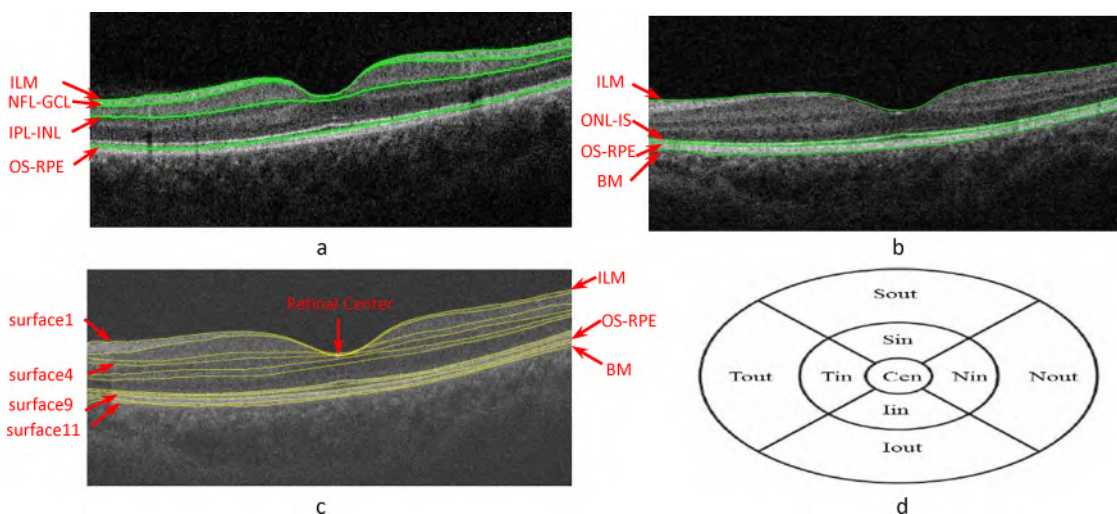 ILM
NFL-GCL
IPL-INL
OS-RPE
a
ILM
ONL-IS
OS-RPE
BM
b
surface1
surface4
surface9
surface11
Retinal Center
ILM
OS-RPE
BM
c
Sout
Sin
Tout
Tin
Cen
Nin
Nout
Iin
Iout
d